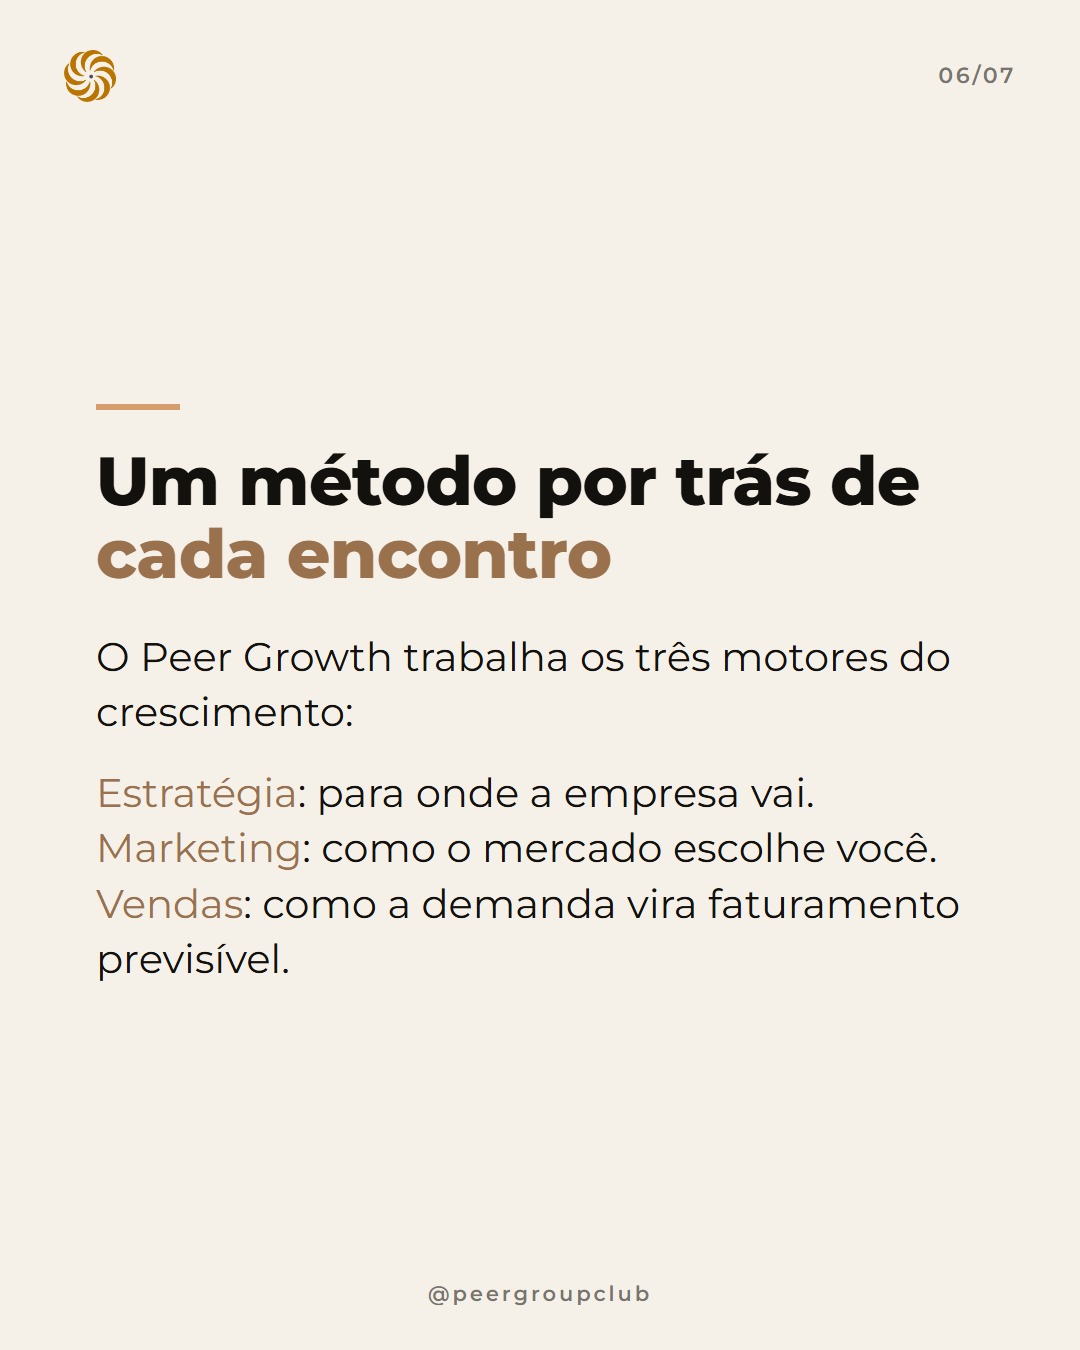 06/07
Um método por trás de
cada encontro
O Peer Growth trabalha os três motores do
crescimento:
Estratégia: para onde a empresa vai.
Marketing: como o mercado escolhe você.
Vendas: como a demanda vira faturamento
previsível.
@peergroupclub